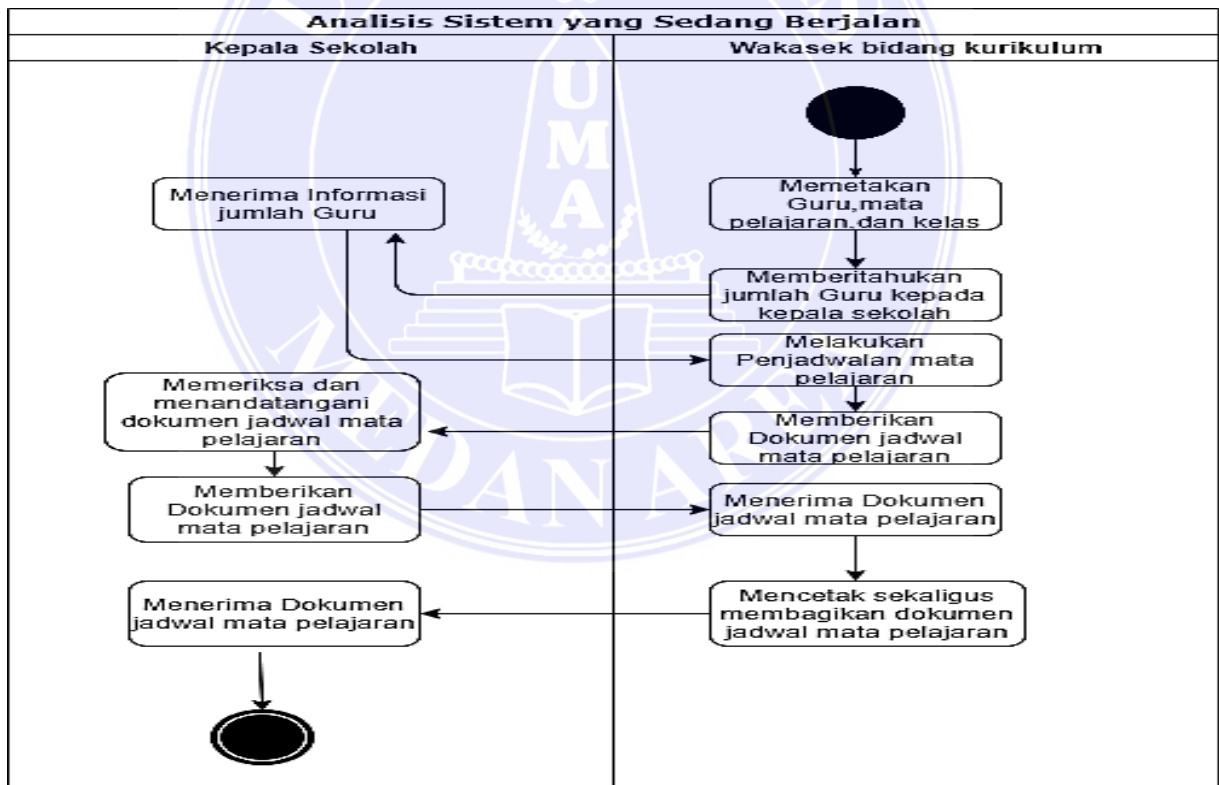 Analisis Sistem yang Sedang Berjalan
Kepala Sekolah
Wakasek bidang kurikulum
Memetakan
Guru,mata
pelajaran,dan kelas
Menerima Informasi
jumlah Guru
Memberitahukan
jumlah Guru kepada
kepala sekolah
Melakukan
Penjadwalan mata
pelajaran
Memeriksa dan
menandatangani
dokumen jadwal mata
pelajaran
Memberikan
Dokumen jadwal
mata pelajaran
Memberikan
Dokumen jadwal
mata pelajaran
Menerima Dokumen
jadwal mata pelajaran
Menerima Dokumen
jadwal mata pelajaran
Mencetak sekaligus
membagikan dokumen
jadwal mata pelajaran
UMA
MEDAN AREA